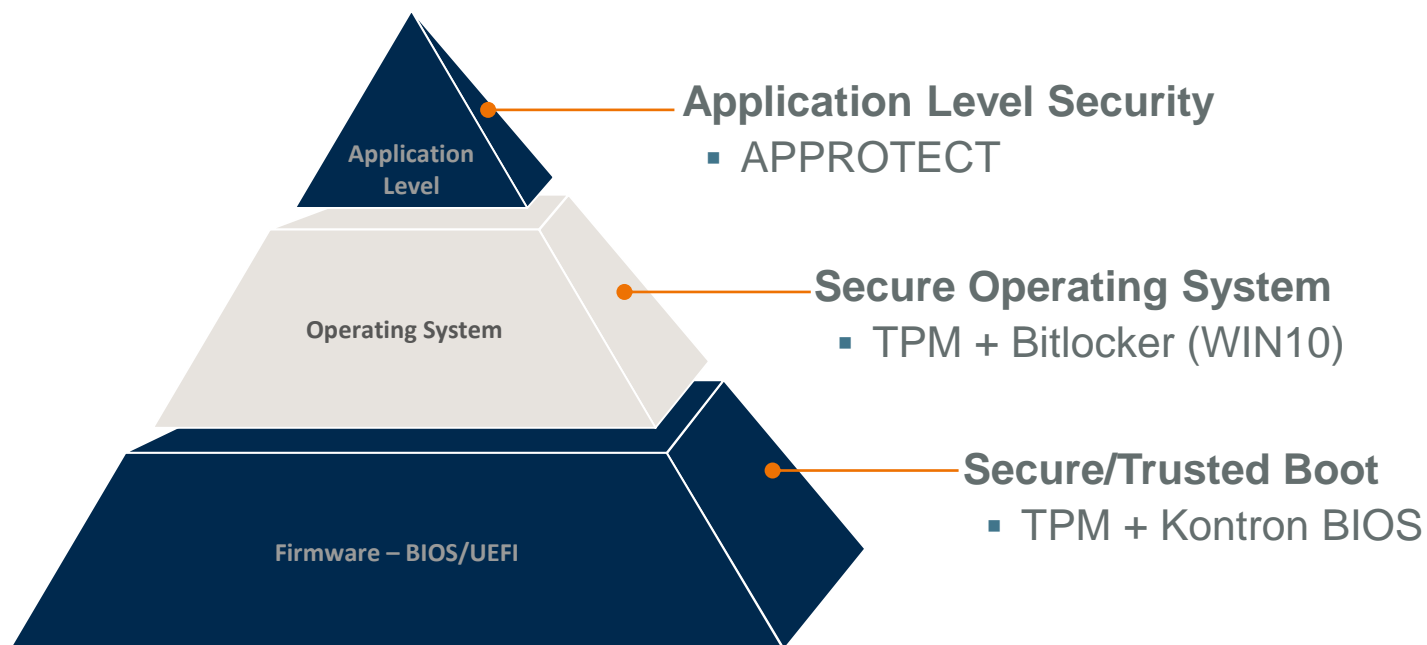 Application Level Security
Application
Level
▪ APPROTECT
Secure Operating System
Operating System
▪ TPM + Bitlocker (WIN10)
Secure/Trusted Boot
▪ TPM + Kontron BIOS
Firmware – BIOS/UEFI